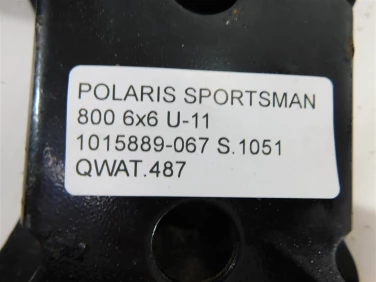 POLARIS SPORTSMAN
800 6x6 U-11
1015889-067 S.1051
QWAT.487